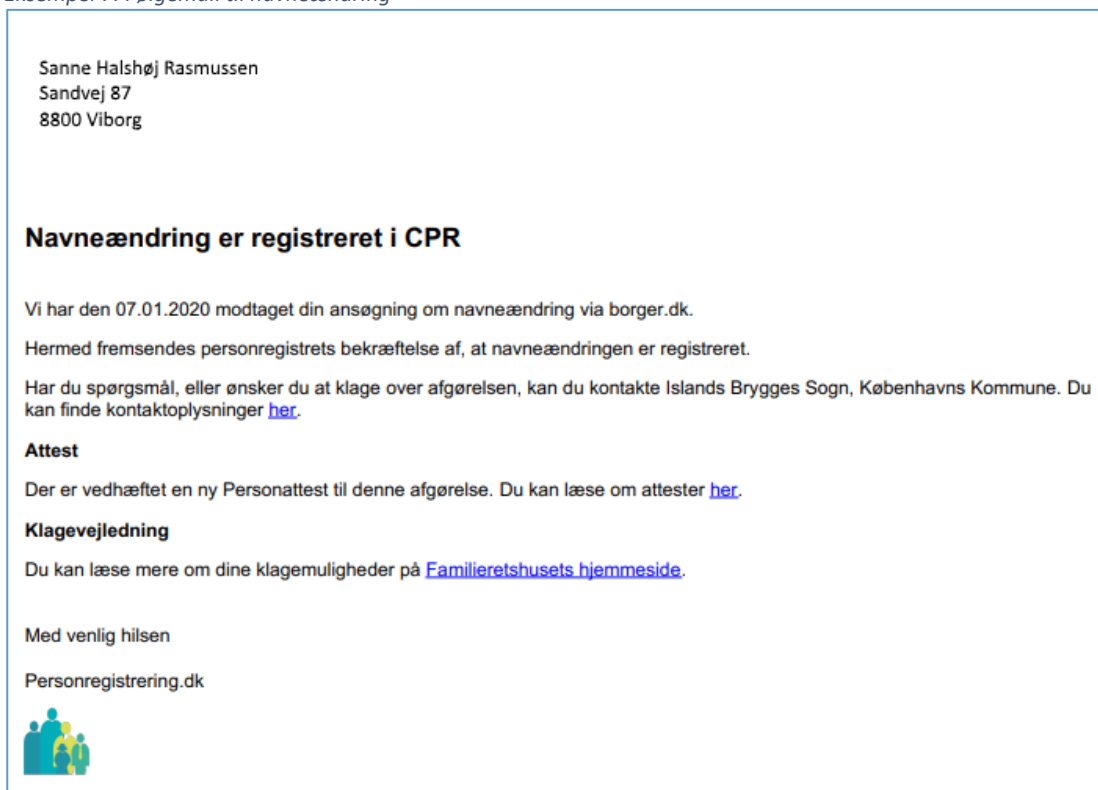 Sanne Halshøj Rasmussen
Sandvej 87
8800 Viborg
Navneændring er registreret i CPR
Vi har den 07.01.2020 modtaget din ansøgning om navneændring via borger.dk.
Hermed fremsendes personregistrets bekræftelse af, at navneændringen er registreret.
Har du spørgsmål, eller ønsker du at klage over afgørelsen, kan du kontakte Islands Brygges Sogn, Københavns Kommune. Du
kan finde kontaktoplysninger her.
Attest
Der er vedhæftet en ny Personattest til denne afgørelse. Du kan læse om attester her.
Klagevejledning
Du kan læse mere om dine klagemuligheder på Familieretshusets hjemmeside.
Med venlig hilsen
Personregistrering.dk